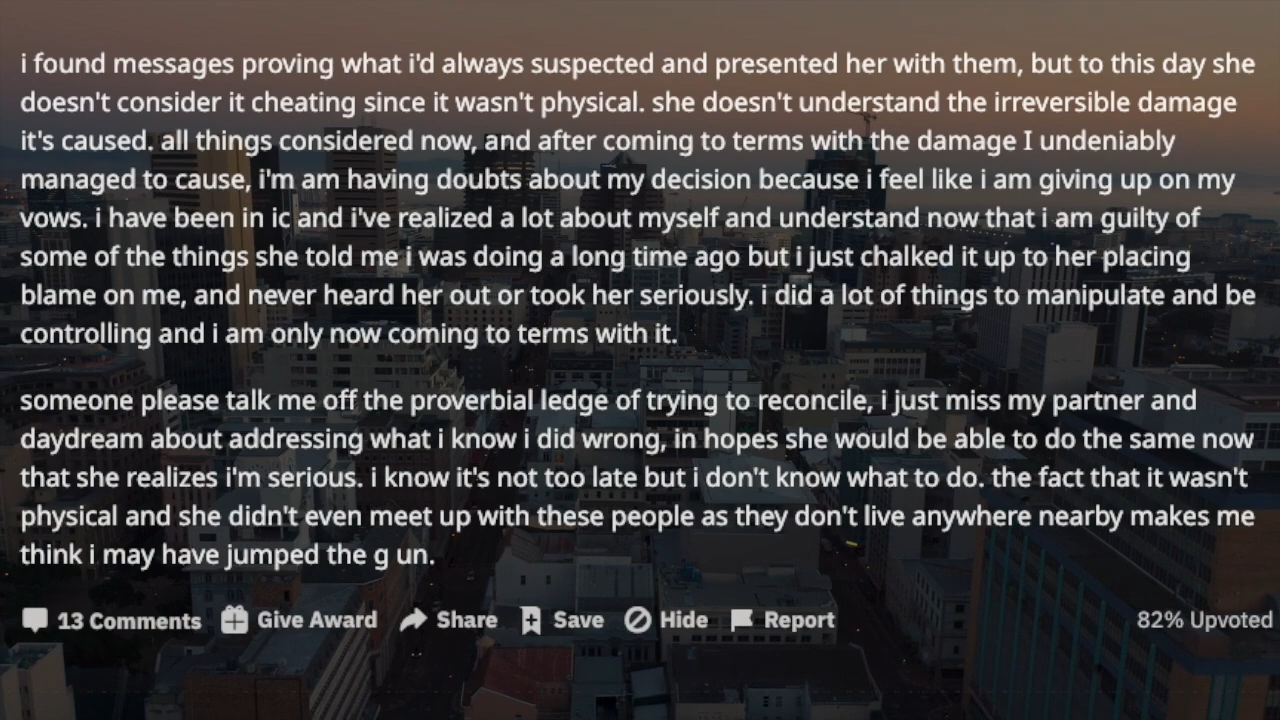 i found messages proving what i'd always suspected and presented her with them, but to this day she
doesn't consider it cheating since it wasn't physical. she doesn't understand the irreversible damage
it's caused. all things considered now, and after coming to terms with the damage I undeniably
managed to cause, i'm am having doubts about my decision because i feel like i am giving up on my
vows. i have been in ic and i've realized a lot about myself and understand now that i am guilty of
some of the things she told me i was doing a long time ago but i just chalked it up to her placing
blame on me, and never heard her out or took her seriously. i did a lot of things to manipulate and be
controlling and i am only now coming to terms with it.
someone please talk me off the proverbial ledge of trying to reconcile, i just miss my partner and
daydream about addressing what i know i did wrong, in hopes she would be able to do the same now
that she realizes i'm serious. i know it's not too late but i don't know what to do. the fact that it wasn't
physical and she didn't even meet up with these people as they don't live anywhere nearby makes me
think i may have jumped the g un.
13 Comments Give Award Share Save Hide Report 82% Upvoted